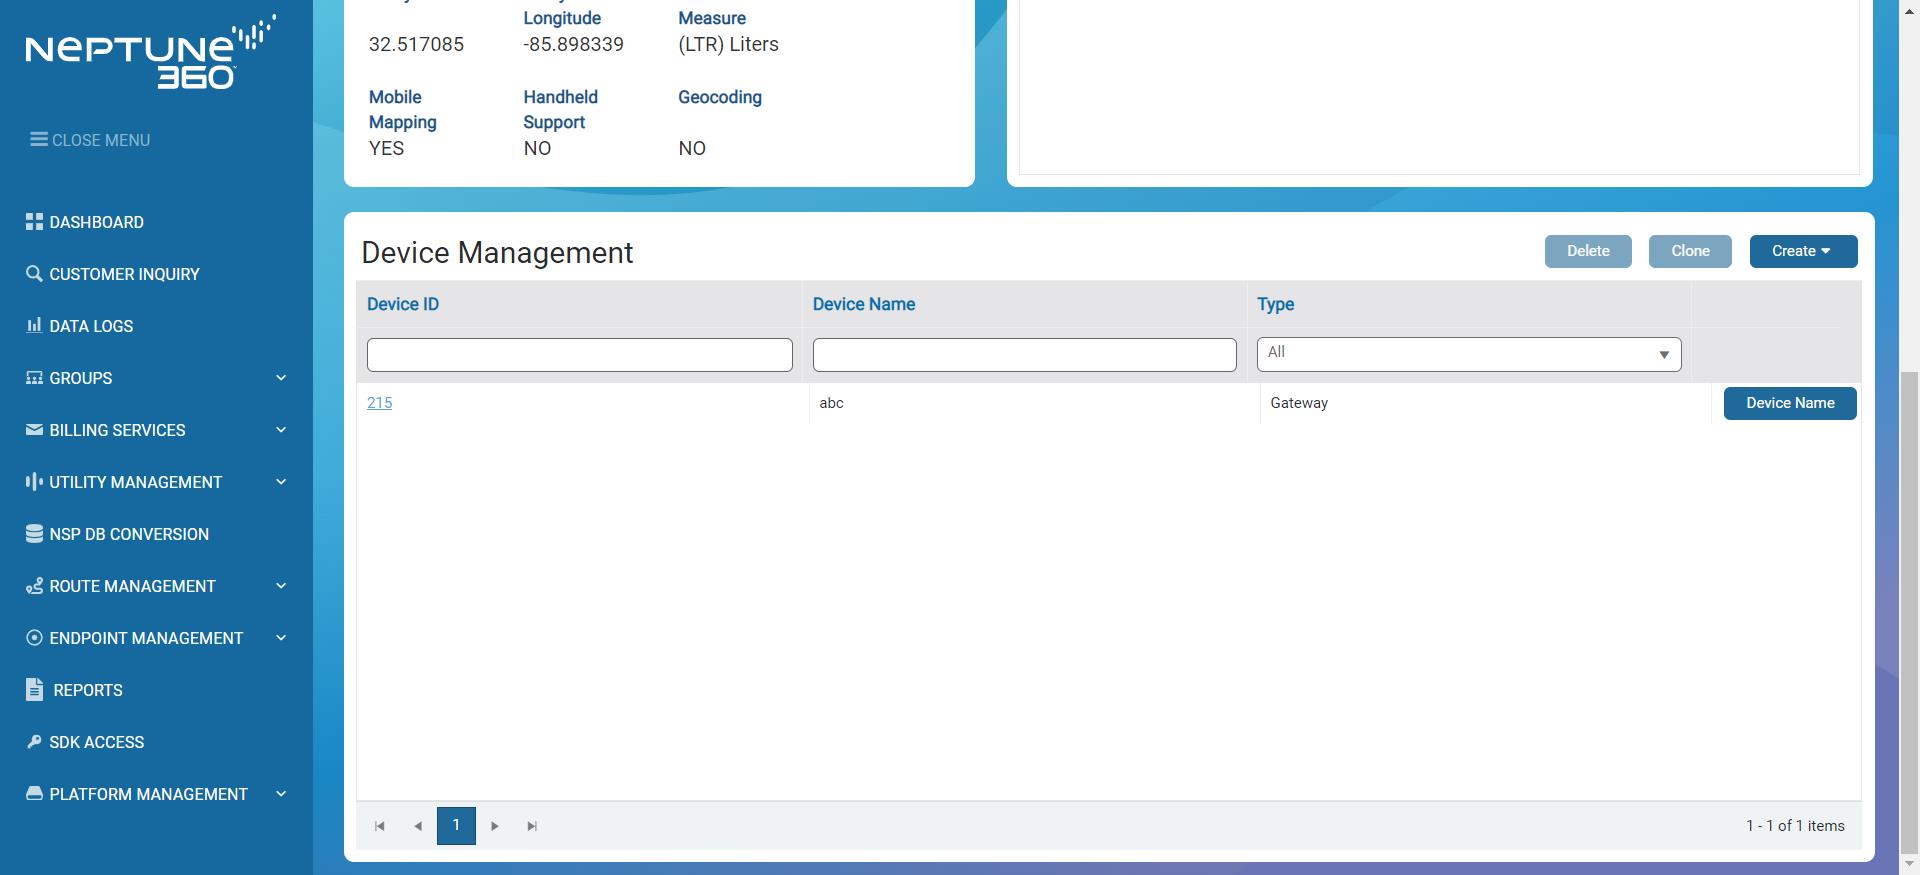 NEPTUNE
360
CLOSE MENU
DASHBOARD
CUSTOMER INQUIRY
DATA LOGS
GROUPS
BILLING SERVICES
UTILITY MANAGEMENT
NSP DB CONVERSION
ROUTE MANAGEMENT
ENDPOINT MANAGEMENT
REPORTS
SDK ACCESS
PLATFORM MANAGEMENT
Longitude Measure
32.517085 -85.898339 (LTR) Liters
Mobile Handheld Geocoding
Mapping Support
YES NO NO
Device Management Delete Clone Create
Device ID Device Name Type
All
215 abc Gateway Device Name
1 1 - 1 of 1 items